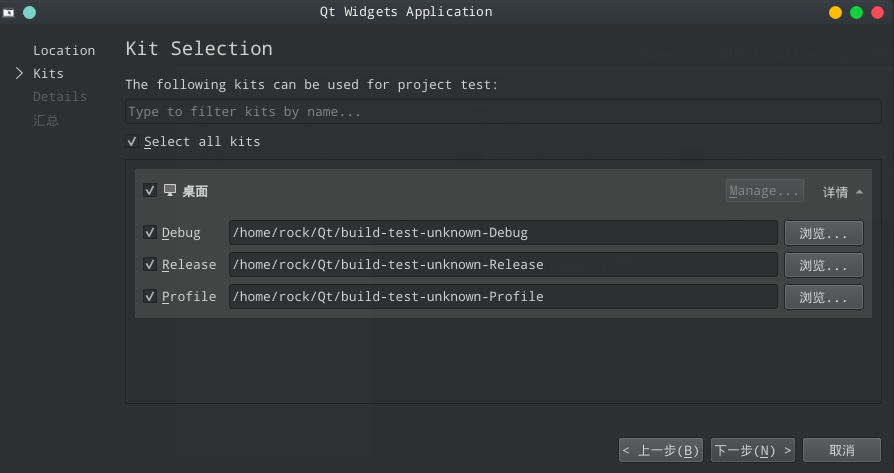 Qt Widgets Application
Location
Kits
Details
汇总
Kit Selection
The following kits can be used for project test:
Type to filter kits by name...
Select all kits
桌面 Manage... 详情
Debug /home/rock/Qt/build-test-unknown-Debug 浏览...
Release /home/rock/Qt/build-test-unknown-Release 浏览...
Profile /home/rock/Qt/build-test-unknown-Profile 浏览...
< 上一步(B) 下一步(N) > 取消